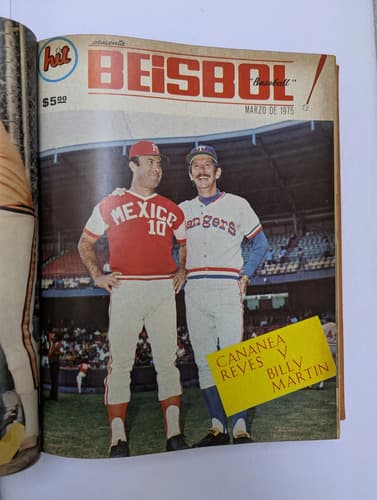 hit
presenta
BEISBOL
"Baseball"
$5.00
MARZO DE 1975
M
T
MEXICO
10
Rangers
CANANEA
REYES Y
BILLY
MARTIN